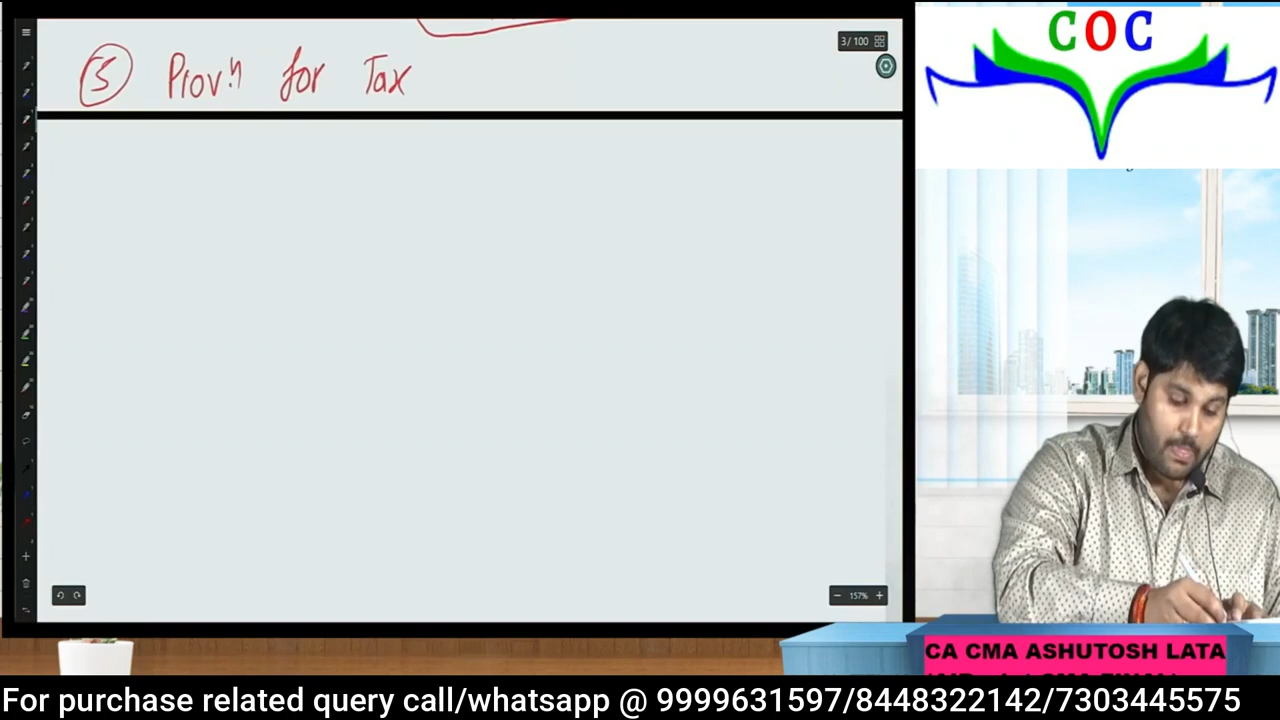 3 / 100
5 Prov:n for Tax
157%
COC
CA CMA ASHUTOSH LATA
For purchase related query call/whatsapp @ 9999631597/8448322142/7303445575